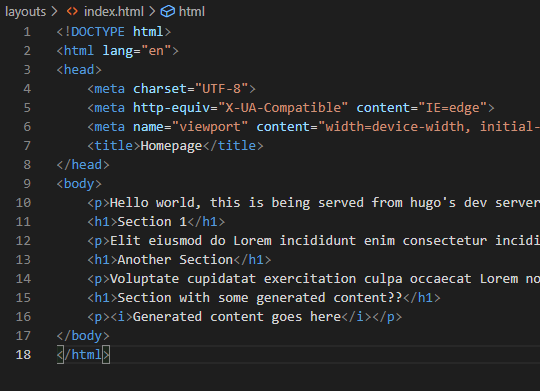 layouts > index.html > html
1 <!DOCTYPE html>
2 <html lang="en">
3 <head>
4 <meta charset="UTF-8">
5 <meta http-equiv="X-UA-Compatible" content="IE=edge">
6 <meta name="viewport" content="width=device-width, initial-
7 <title>Homepage</title>
8 </head>
9 <body>
10 <p>Hello world, this is being served from hugo's dev server
11 <h1>Section 1</h1>
12 <p>Elit eiusmod do Lorem incididunt enim consectetur incidi
13 <h1>Another Section</h1>
14 <p>Voluptate cupidatat exercitation culpa occaecat Lorem no
15 <h1>Section with some generated content??</h1>
16 <p><i>Generated content goes here</i></p>
17 </body>
18 </html>